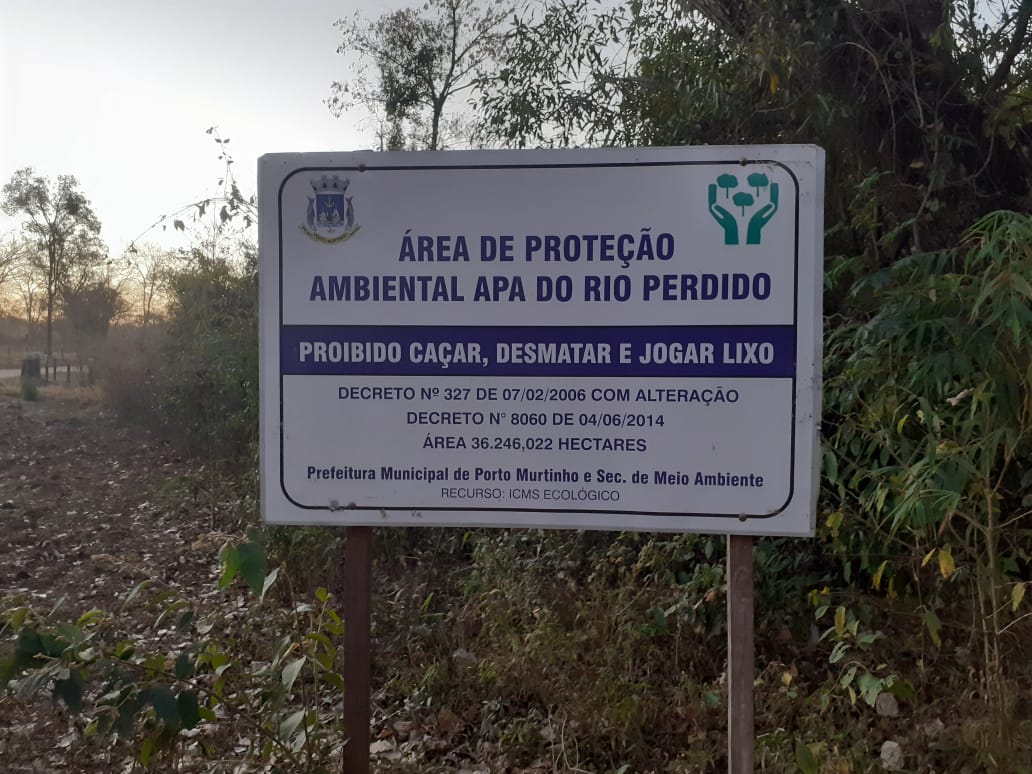 ÁREA DE PROTEÇÃO
AMBIENTAL APA DO RIO PERDIDO
PROIBIDO CAÇAR, DESMATAR E JOGAR LIXO
DECRETO Nº 327 DE 07/02/2006 COM ALTERAÇÃO
DECRETO N° 8060 DE 04/06/2014
ÁREA 36.246,022 HECTARES
Prefeitura Municipal de Porto Murtinho e Sec. de Meio Ambiente
RECURSO: ICMS ECOLÓGICO